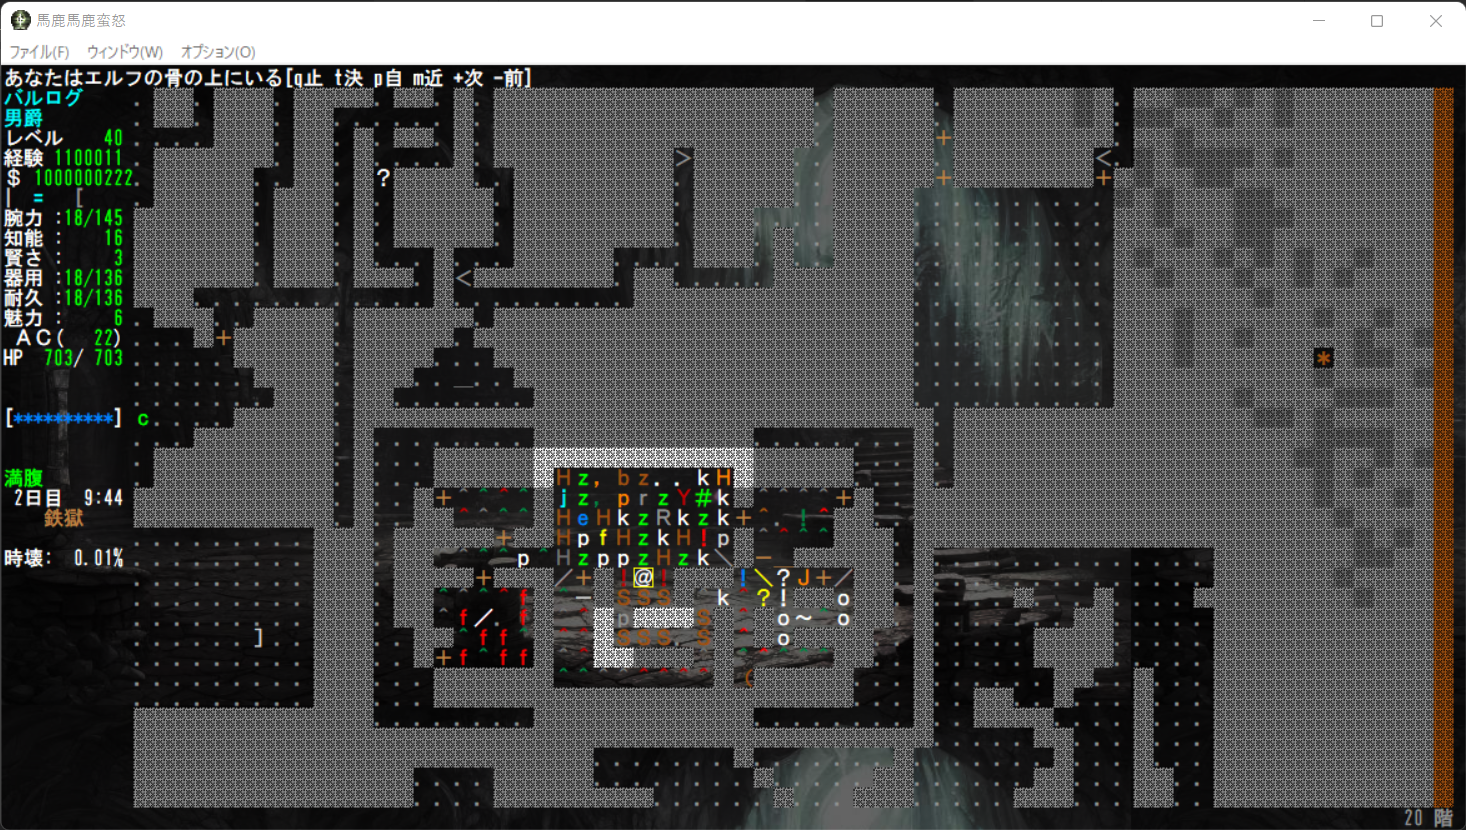 馬鹿馬鹿蛮怒
ファイル(F) ウィンドウ(W) オプション(O)
あなたはエルフの骨の上にいる[q止 t決 p自 m近 +次 -前]
バルログ
男爵
レベル 40
経験 1100011
$ 1000000222
| = [
腕力 :18/145
知能 : 16
賢さ : 3
器用 :18/136
耐久 :18/136
魅力 : 6
AC( 22)
HP 703/ 703
[**********]
満腹
2日目 9:44
鉄獄
時壊: 0.01%
20 階